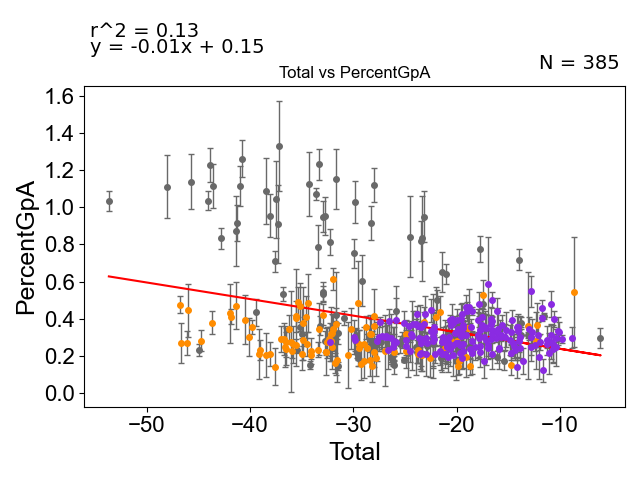 r^2 = 0.13
y = -0.01x + 0.15
N = 385
Total vs PercentGpA
1.6
1.4
1.2
1.0
0.8
0.6
0.4
0.2
0.0
PercentGpA
−50 −40 −30 −20 −10
Total